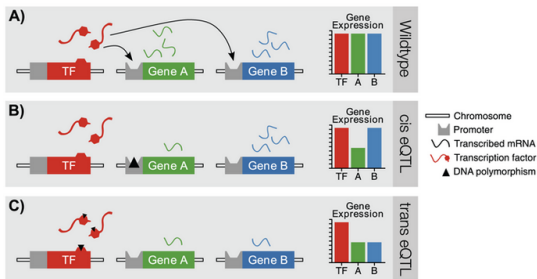 A)
TF
Gene A
Gene B
Gene
Expression
TF A B
Wildtype
B)
TF
Gene A
Gene B
Gene
Expression
TF A B
cis eQTL
C)
TF
Gene A
Gene B
Gene
Expression
TF A B
trans eQTL
Chromosome
Promoter
Transcribed mRNA
Transcription factor
DNA polymorphism